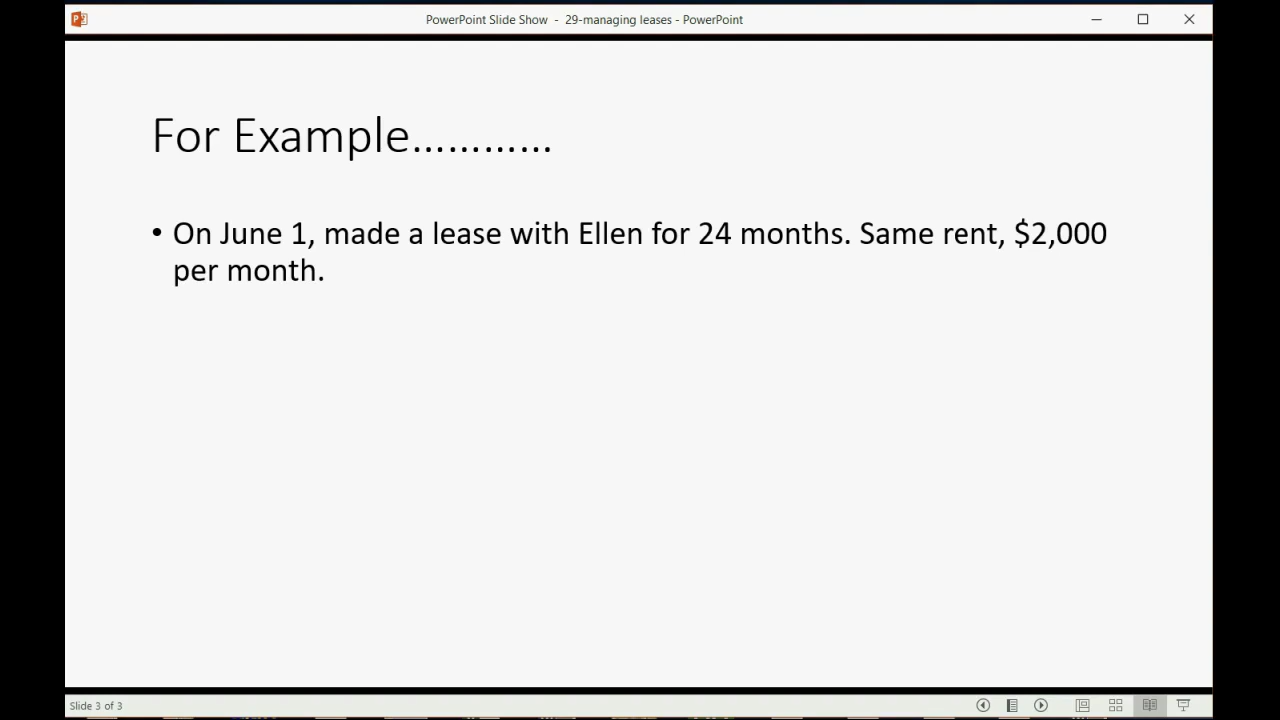 PowerPoint Slide Show - 29-managing leases - PowerPoint
For Example…………
• On June 1, made a lease with Ellen for 24 months. Same rent, $2,000
per month.
Slide 3 of 3